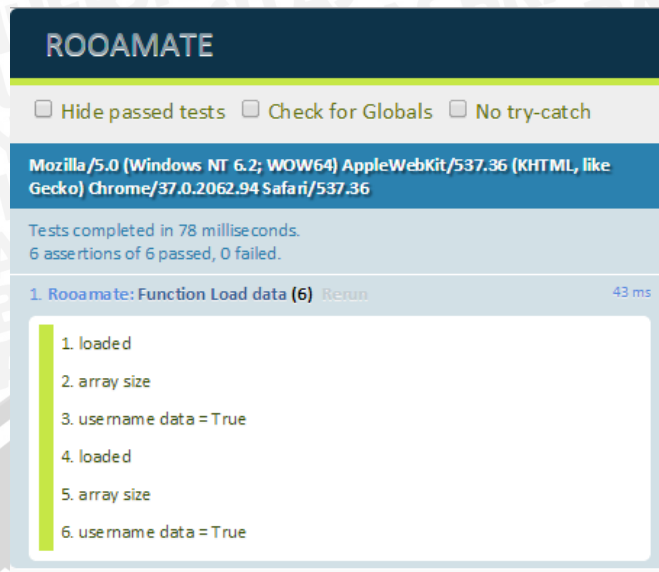 ROOAMATE
Hide passed tests Check for Globals No try-catch
Mozilla/5.0 (Windows NT 6.2; WOW64) AppleWebKit/537.36 (KHTML, like
Gecko) Chrome/37.0.2062.94 Safari/537.36
Tests completed in 78 milliseconds.
6 assertions of 6 passed, 0 failed.
1. Rooamate: Function Load data (6) Rerun 43 ms
1. loaded
2. array size
3. username data = True
4. loaded
5. array size
6. username data = True